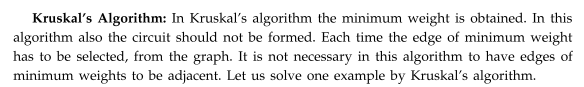 Kruskal's Algorithm: In Kruskal's algorithm the minimum weight is obtained. In this
algorithm also the circuit should not be formed. Each time the edge of minimum weight
has to be selected, from the graph. It is not necessary in this algorithm to have edges of
minimum weights to be adjacent. Let us solve one example by Kruskal's algorithm.